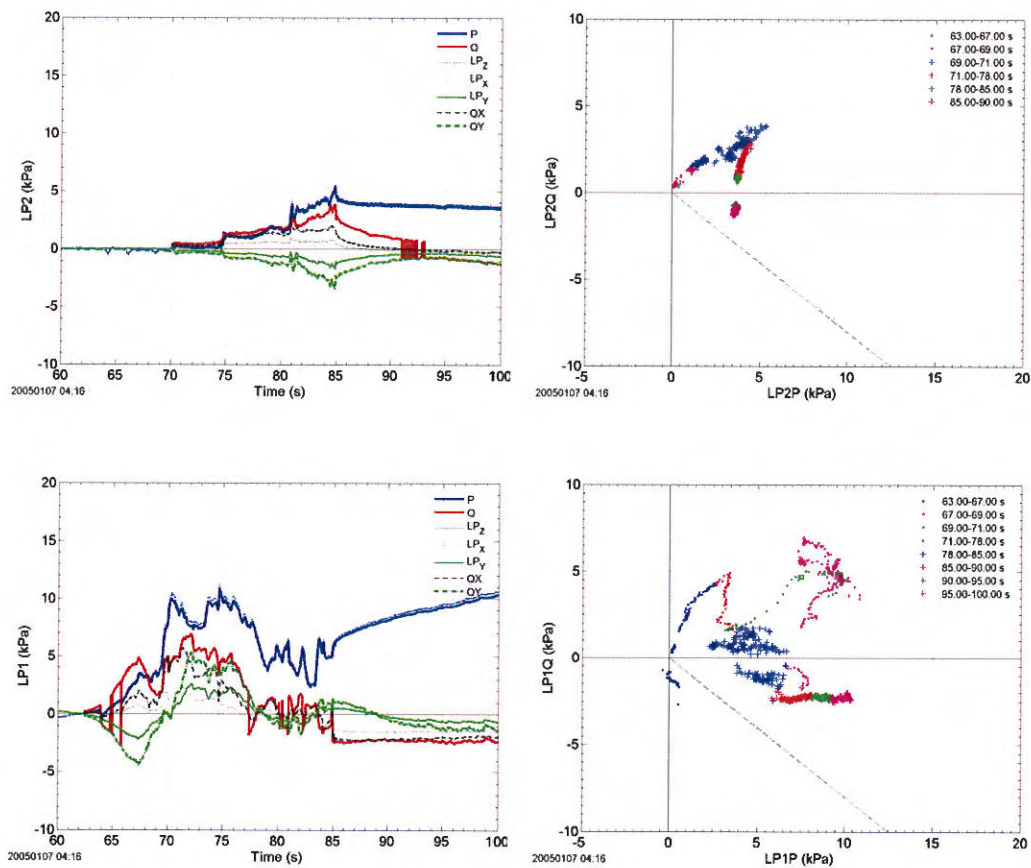 20
15
10
5
0
-5
-10
LP2 (kPa)
P
Q
LPZ
LPX
LPY
QX
QY
60 65 70 75 80 85 90 95 100
Time (s)
20050107 04:16
10
5
0
-5
-10
LP2Q (kPa)
63.00-67.00 s
67.00-69.00 s
69.00-71.00 s
71.00-78.00 s
78.00-85.00 s
85.00-90.00 s
-5 0 5 10 15 20
LP2P (kPa)
20050107 04:16
20
15
10
5
0
-5
-10
LP1 (kPa)
P
Q
LPZ
LPX
LPY
QX
QY
60 65 70 75 80 85 90 95 100
Time (s)
20050107 04:16
10
5
0
-5
-10
LP1Q (kPa)
63.00-67.00 s
67.00-69.00 s
69.00-71.00 s
71.00-78.00 s
78.00-85.00 s
85.00-90.00 s
90.00-95.00 s
95.00-100.00 s
-5 0 5 10 15 20
LP1P (kPa)
20050107 04:16